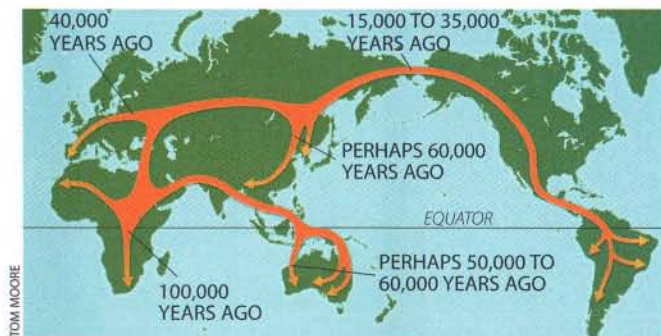 40,000
YEARS AGO
15,000 TO 35,000
YEARS AGO
PERHAPS 60,000
YEARS AGO
EQUATOR
PERHAPS 50,000 TO
60,000 YEARS AGO
100,000
YEARS AGO
TOM MOORE